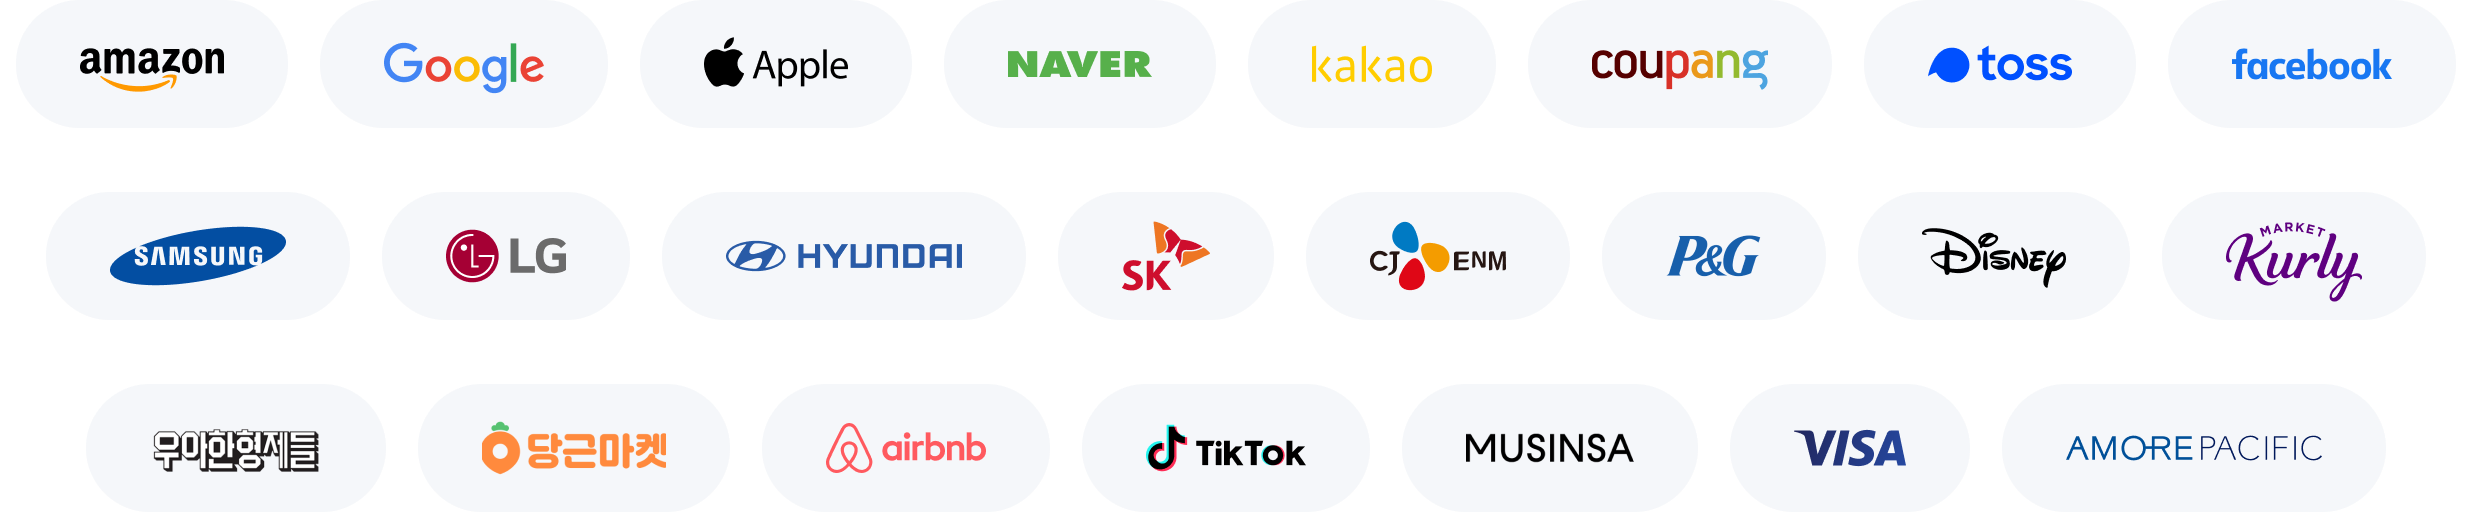 amazon
Google
Apple
NAVER
kakao
coupang
toss
facebook
SAMSUNG
LG
HYUNDAI
SK
CJ ENM
P&G
Disney
MARKET
Kurly
우아한형제들
당근마켓
airbnb
TikTok
MUSINSA
VISA
AMOREPACIFIC